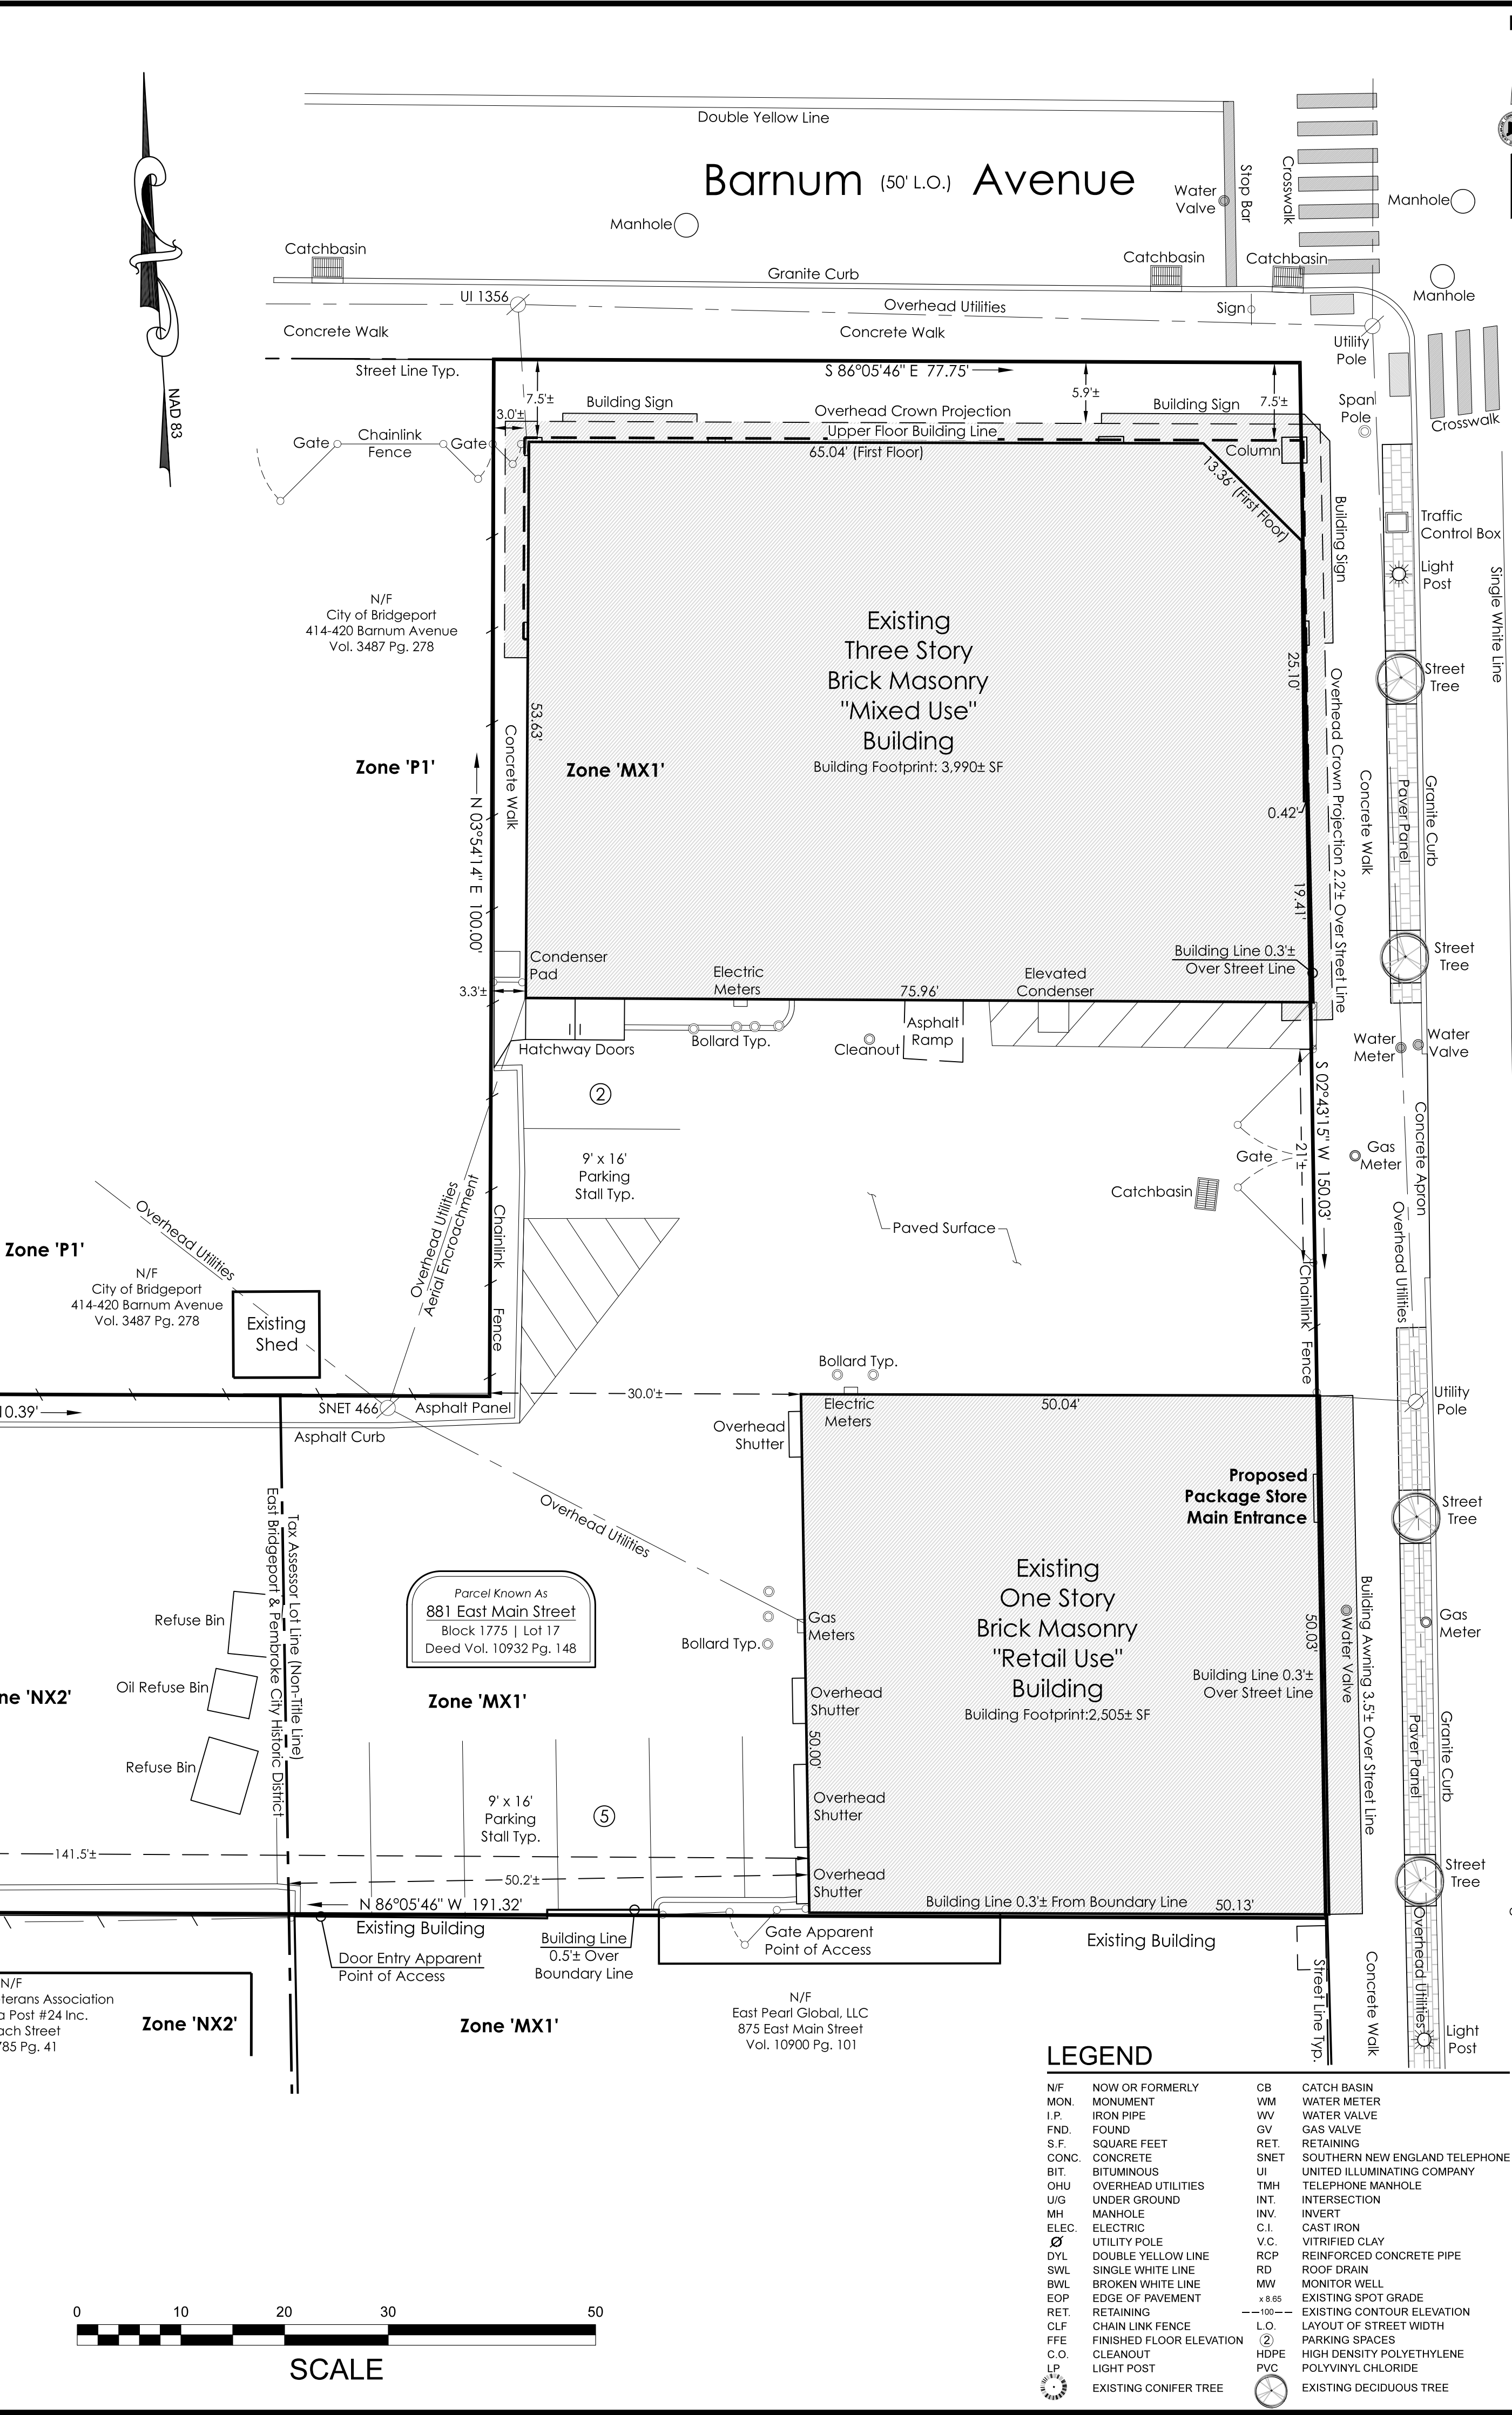 Double Yellow Line
Barnum (50' L.O.) Avenue
Water
Valve
Stop Bar
Crosswalk
Manhole
Manhole
Catchbasin
Catchbasin
Catchbasin
Granite Curb
Manhole
UI 1356
Overhead Utilities
Sign
Concrete Walk
Concrete Walk
Utility
Pole
Street Line Typ.
S 86°05'46" E 77.75'
NAD 83
7.5'±
5.9'±
7.5'±
3.0'±
Building Sign
Overhead Crown Projection
Building Sign
Span
Pole
Crosswalk
Upper Floor Building Line
Gate
Chainlink
Fence
Gate
65.04' (First Floor)
Column
13.36' (First Floor)
Building Sign
Traffic
Control Box
Light
Post
Single White Line
N/F
City of Bridgeport
414-420 Barnum Avenue
Vol. 3487 Pg. 278
Existing
Three Story
Brick Masonry
"Mixed Use"
Building
Building Footprint: 3,990± SF
25.10'
Street
Tree
Overhead Crown Projection 2.2'± Over Street Line
53.63'
Concrete Walk
Zone 'P1'
Zone 'MX1'
N 03°54'14" E 100.00'
0.42'
Concrete Walk
Paver Panel
Granite Curb
19.41'
Condenser
Pad
Electric
Meters
75.96'
Elevated
Condenser
Building Line 0.3'±
Over Street Line
Street
Tree
3.3'±
Hatchway Doors
Bollard Typ.
Cleanout
Asphalt
Ramp
Water
Meter
Water
Valve
2
S 02°43'15" W 150.03'
21'±
Gate
Gas
Meter
Concrete Apron
9' x 16'
Parking
Stall Typ.
Catchbasin
Overhead Utilities
Overhead Utilities
Aerial Encroachment
Chainlink Fence
Paved Surface
Overhead Utilities
Chainlink Fence
Zone 'P1'
N/F
City of Bridgeport
414-420 Barnum Avenue
Vol. 3487 Pg. 278
Existing
Shed
Bollard Typ.
30.0'±
10.39'
SNET 466
Asphalt Panel
Asphalt Curb
Electric
Meters
50.04'
Utility
Pole
Overhead
Shutter
Proposed
Package Store
Main Entrance
East Bridgeport & Pembroke City Historic District
Tax Assessor Lot Line (Non-Title Line)
Overhead Utilities
Street
Tree
Parcel Known As
881 East Main Street
Block 1775 | Lot 17
Deed Vol. 10932 Pg. 148
Refuse Bin
Gas
Meters
Bollard Typ.
Existing
One Story
Brick Masonry
"Retail Use"
Building
Building Footprint:2,505± SF
50.03'
Building Line 0.3'±
Over Street Line
Water Valve
Building Awning 3.5'± Over Street Line
Gas
Meter
Oil Refuse Bin
ne 'NX2'
Zone 'MX1'
Overhead
Shutter
50.00'
Paver Panel
Granite Curb
Refuse Bin
9' x 16'
Parking
Stall Typ.
5
Overhead
Shutter
141.5'±
50.2'±
Overhead
Shutter
Street
Tree
N 86°05'46" W 191.32'
Building Line 0.3'± From Boundary Line
50.13'
Existing Building
Door Entry Apparent
Point of Access
Building Line
0.5'± Over
Boundary Line
Gate Apparent
Point of Access
Existing Building
Street Line Typ.
Concrete Walk
Overhead Utilities
Light
Post
N/F
terans Association
a Post #24 Inc.
ach Street
785 Pg. 41
Zone 'NX2'
Zone 'MX1'
N/F
East Pearl Global, LLC
875 East Main Street
Vol. 10900 Pg. 101
LEGEND
N/F NOW OR FORMERLY CB CATCH BASIN
MON. MONUMENT WM WATER METER
I.P. IRON PIPE WV WATER VALVE
FND. FOUND GV GAS VALVE
S.F. SQUARE FEET RET. RETAINING
CONC. CONCRETE SNET SOUTHERN NEW ENGLAND TELEPHONE
BIT. BITUMINOUS UI UNITED ILLUMINATING COMPANY
OHU OVERHEAD UTILITIES TMH TELEPHONE MANHOLE
U/G UNDER GROUND INT. INTERSECTION
MH MANHOLE INV. INVERT
ELEC. ELECTRIC C.I. CAST IRON
UTILITY POLE V.C. VITRIFIED CLAY
DYL DOUBLE YELLOW LINE RCP REINFORCED CONCRETE PIPE
SWL SINGLE WHITE LINE RD ROOF DRAIN
BWL BROKEN WHITE LINE MW MONITOR WELL
EOP EDGE OF PAVEMENT x 8.65 EXISTING SPOT GRADE
RET. RETAINING 100 EXISTING CONTOUR ELEVATION
CLF CHAIN LINK FENCE L.O. LAYOUT OF STREET WIDTH
FFE FINISHED FLOOR ELEVATION 2 PARKING SPACES
C.O. CLEANOUT HDPE HIGH DENSITY POLYETHYLENE
LP LIGHT POST PVC POLYVINYL CHLORIDE
EXISTING CONIFER TREE EXISTING DECIDUOUS TREE
0 10 20 30 50
SCALE